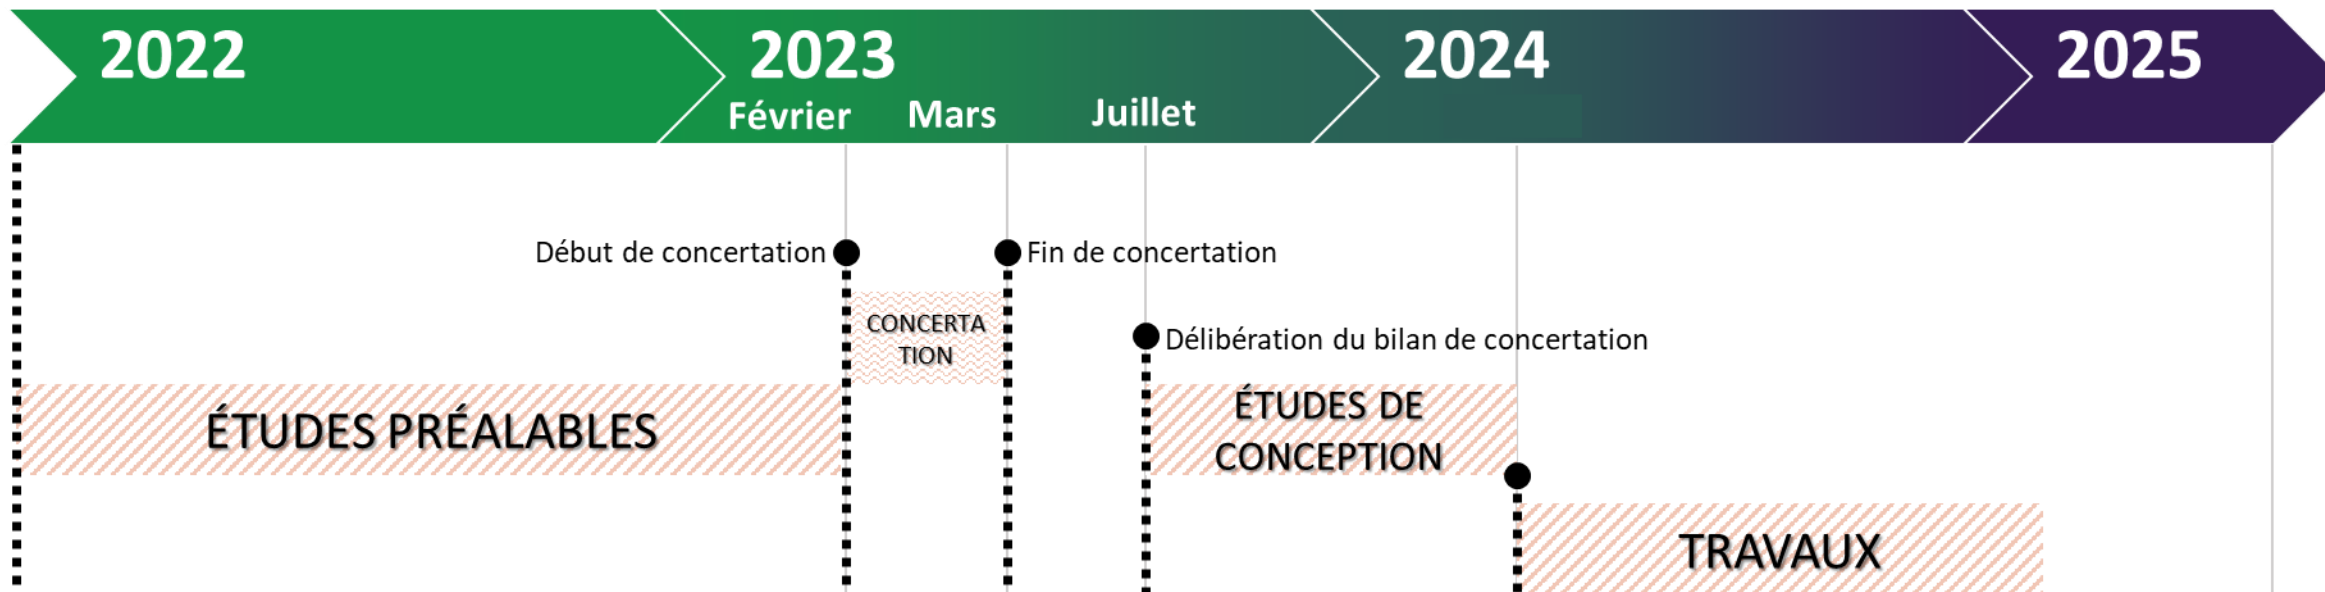 2022
2023
2024
2025
Février
Mars
Juillet
Début de concertation
Fin de concertation
CONCERTA
TION
Délibération du bilan de concertation
ÉTUDES PRÉALABLES
ÉTUDES DE
CONCEPTION
TRAVAUX